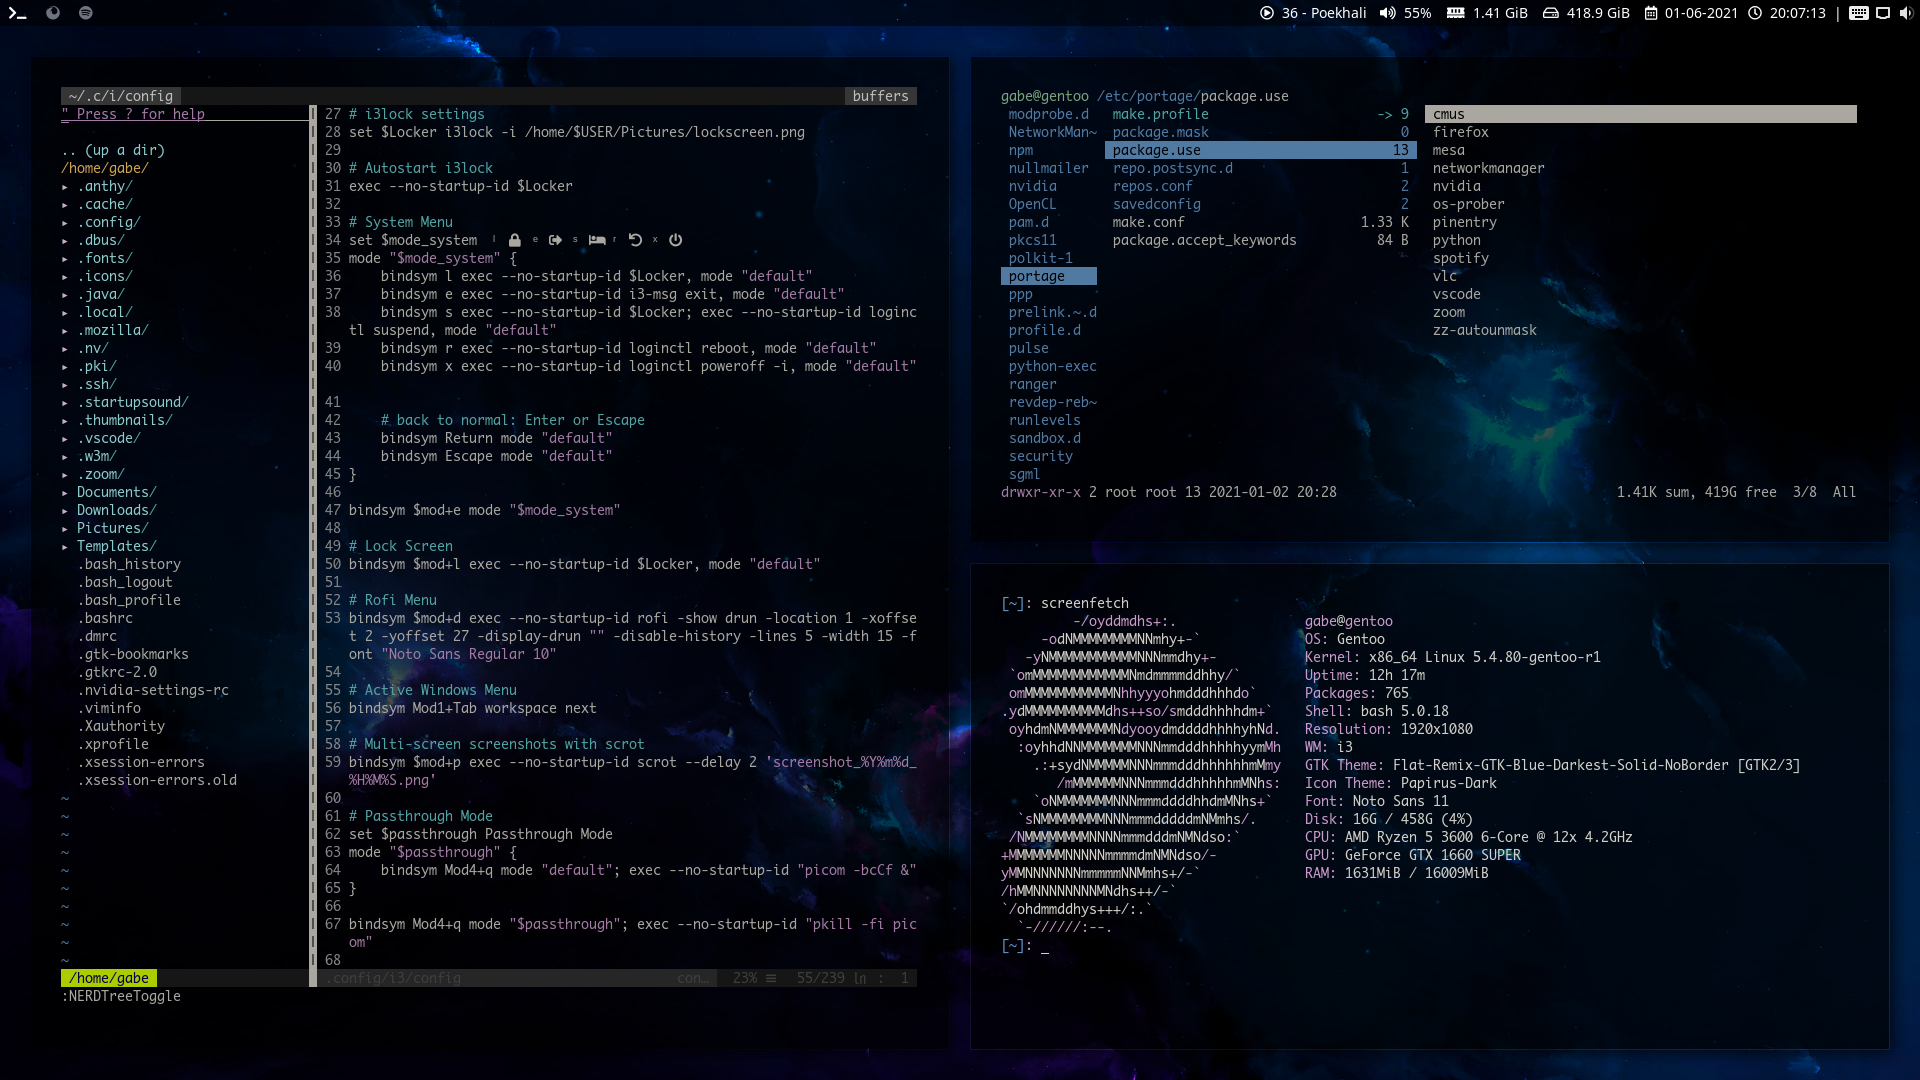 36 - Poekhali 55% 1.41 GiB 418.9 GiB 01-06-2021 20:07:13 |
~/.c/i/config buffers
" Press ? for help
.. (up a dir)
/home/gabe/
▸ .anthy/
▸ .cache/
▸ .config/
▸ .dbus/
▸ .fonts/
▸ .icons/
▸ .java/
▸ .local/
▸ .mozilla/
▸ .nv/
▸ .pki/
▸ .ssh/
▸ .startupsound/
▸ .thumbnails/
▸ .vscode/
▸ .w3m/
▸ .zoom/
▸ Documents/
▸ Downloads/
▸ Pictures/
▸ Templates/
.bash_history
.bash_logout
.bash_profile
.bashrc
.dmrc
.gtk-bookmarks
.gtkrc-2.0
.nvidia-settings-rc
.viminfo
.Xauthority
.xprofile
.xsession-errors
.xsession-errors.old
~
~
~
~
~
~
~
~
~
~
/home/gabe
:NERDTreeToggle
27 # i3lock settings
28 set $Locker i3lock -i /home/$USER/Pictures/lockscreen.png
29
30 # Autostart i3lock
31 exec --no-startup-id $Locker
32
33 # System Menu
34 set $mode_system l e s r x
35 mode "$mode_system" {
36     bindsym l exec --no-startup-id $Locker, mode "default"
37     bindsym e exec --no-startup-id i3-msg exit, mode "default"
38     bindsym s exec --no-startup-id $Locker; exec --no-startup-id loginc
tl suspend, mode "default"
39     bindsym r exec --no-startup-id loginctl reboot, mode "default"
40     bindsym x exec --no-startup-id loginctl poweroff -i, mode "default"
41
42     # back to normal: Enter or Escape
43     bindsym Return mode "default"
44     bindsym Escape mode "default"
45 }
46
47 bindsym $mod+e mode "$mode_system"
48
49 # Lock Screen
50 bindsym $mod+l exec --no-startup-id $Locker, mode "default"
51
52 # Rofi Menu
53 bindsym $mod+d exec --no-startup-id rofi -show drun -location 1 -xoffse
t 2 -yoffset 27 -display-drun "" -disable-history -lines 5 -width 15 -f
ont "Noto Sans Regular 10"
54
55 # Active Windows Menu
56 bindsym Mod1+Tab workspace next
57
58 # Multi-screen screenshots with scrot
59 bindsym $mod+p exec --no-startup-id scrot --delay 2 'screenshot_%Y%m%d_
%H%M%S.png'
60
61 # Passthrough Mode
62 set $passthrough Passthrough Mode
63 mode "$passthrough" {
64     bindsym Mod4+q mode "default"; exec --no-startup-id "picom -bcCf &"
65 }
66
67 bindsym Mod4+q mode "$passthrough"; exec --no-startup-id "pkill -fi pic
om"
68
.config/i3/config con… 23% ☰ 55/239 ln : 1
gabe@gentoo /etc/portage/package.use
modprobe.d
NetworkMan~
npm
nullmailer
nvidia
OpenCL
pam.d
pkcs11
polkit-1
portage
ppp
prelink.~.d
profile.d
pulse
python-exec
ranger
revdep-reb~
runlevels
sandbox.d
security
sgml
make.profile -> 9
package.mask 0
package.use 13
repo.postsync.d 1
repos.conf 2
savedconfig 2
make.conf 1.33 K
package.accept_keywords 84 B
cmus
firefox
mesa
networkmanager
nvidia
os-prober
pinentry
python
spotify
vlc
vscode
zoom
zz-autounmask
drwxr-xr-x 2 root root 13 2021-01-02 20:28 1.41K sum, 419G free 3/8 All
[~]: screenfetch
-/oyddmdhs+:. gabe@gentoo
-odNMMMMMMMMNNmhy+-` OS: Gentoo
-yNMMMMMMMMMMMNNNmmdhy+- Kernel: x86_64 Linux 5.4.80-gentoo-r1
`omMMMMMMMMMMMMNmdmmmmddhhy/` Uptime: 12h 17m
omMMMMMMMMMMMNhhyyyohmdddhhhdo` Packages: 765
.ydMMMMMMMMMMdhs++so/smdddhhhhdm+` Shell: bash 5.0.18
oyhdmNMMMMMMMNdyooydmddddhhhhyhNd. Resolution: 1920x1080
:oyhhdNNMMMMMMMNNNmmdddhhhhhyymMh WM: i3
.:+sydNMMMMMNNNmmmdddhhhhhhmMmy GTK Theme: Flat-Remix-GTK-Blue-Darkest-Solid-NoBorder [GTK2/3]
/mMMMMMMNNNmmmdddhhhhhmMNhs: Icon Theme: Papirus-Dark
`oNMMMMMMMNNNmmmddddhhdmMNhs+` Font: Noto Sans 11
`sNMMMMMMMMNNNmmmdddddmNMmhs/. Disk: 16G / 458G (4%)
/NMMMMMMMMNNNNmmmdddmNMNdso:` CPU: AMD Ryzen 5 3600 6-Core @ 12x 4.2GHz
+MMMMMMMNNNNNmmmmdmNMNdso/- GPU: GeForce GTX 1660 SUPER
yMMNNNNNNNmmmmmNNMmhs+/-` RAM: 1631MiB / 16009MiB
/hMMNNNNNNNNMNdhs++/-`
`/ohdmmddhys+++/:.`
`-//////:--.
[~]: _